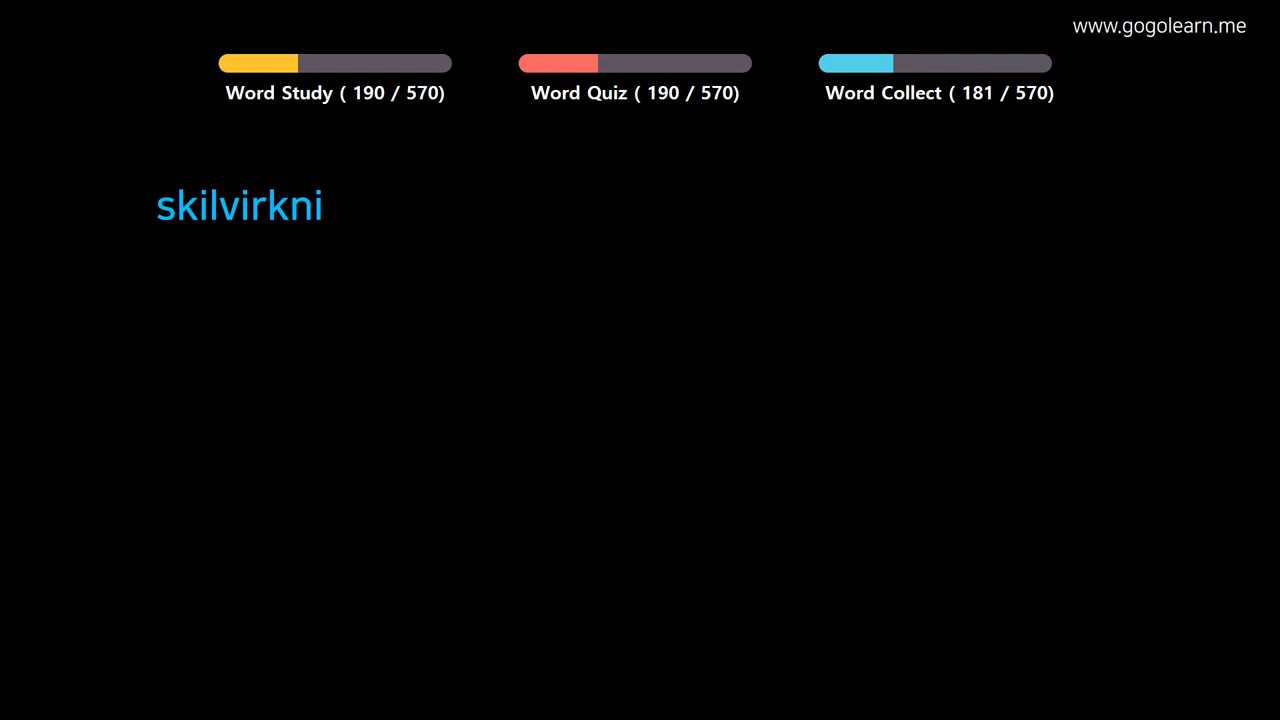 www.gogolearn.me
Word Study ( 190 / 570)
Word Quiz ( 190 / 570)
Word Collect ( 181 / 570)
skilvirkni